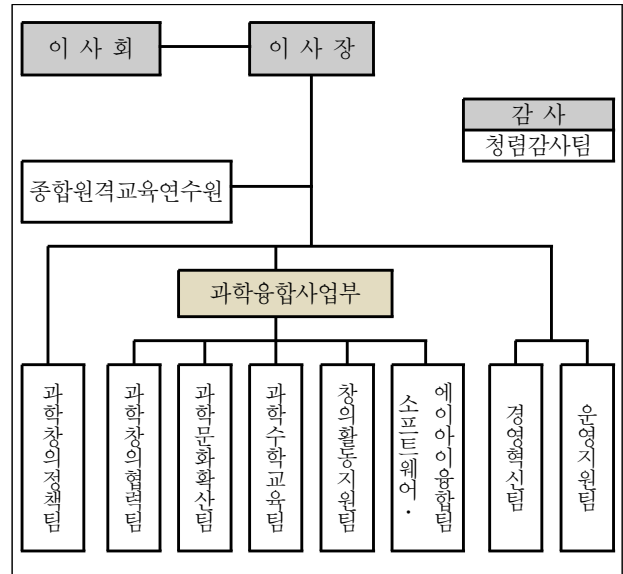 이 사 회
이 사 장
감 사
청렴감사팀
종합원격교육연수원
과학융합사업부
과학창의정책팀
과학창의협력팀
과학문화확산팀
과학수학교육팀
창의활동지원팀
소프트웨어·
에이아이융합팀
경영혁신팀
운영지원팀